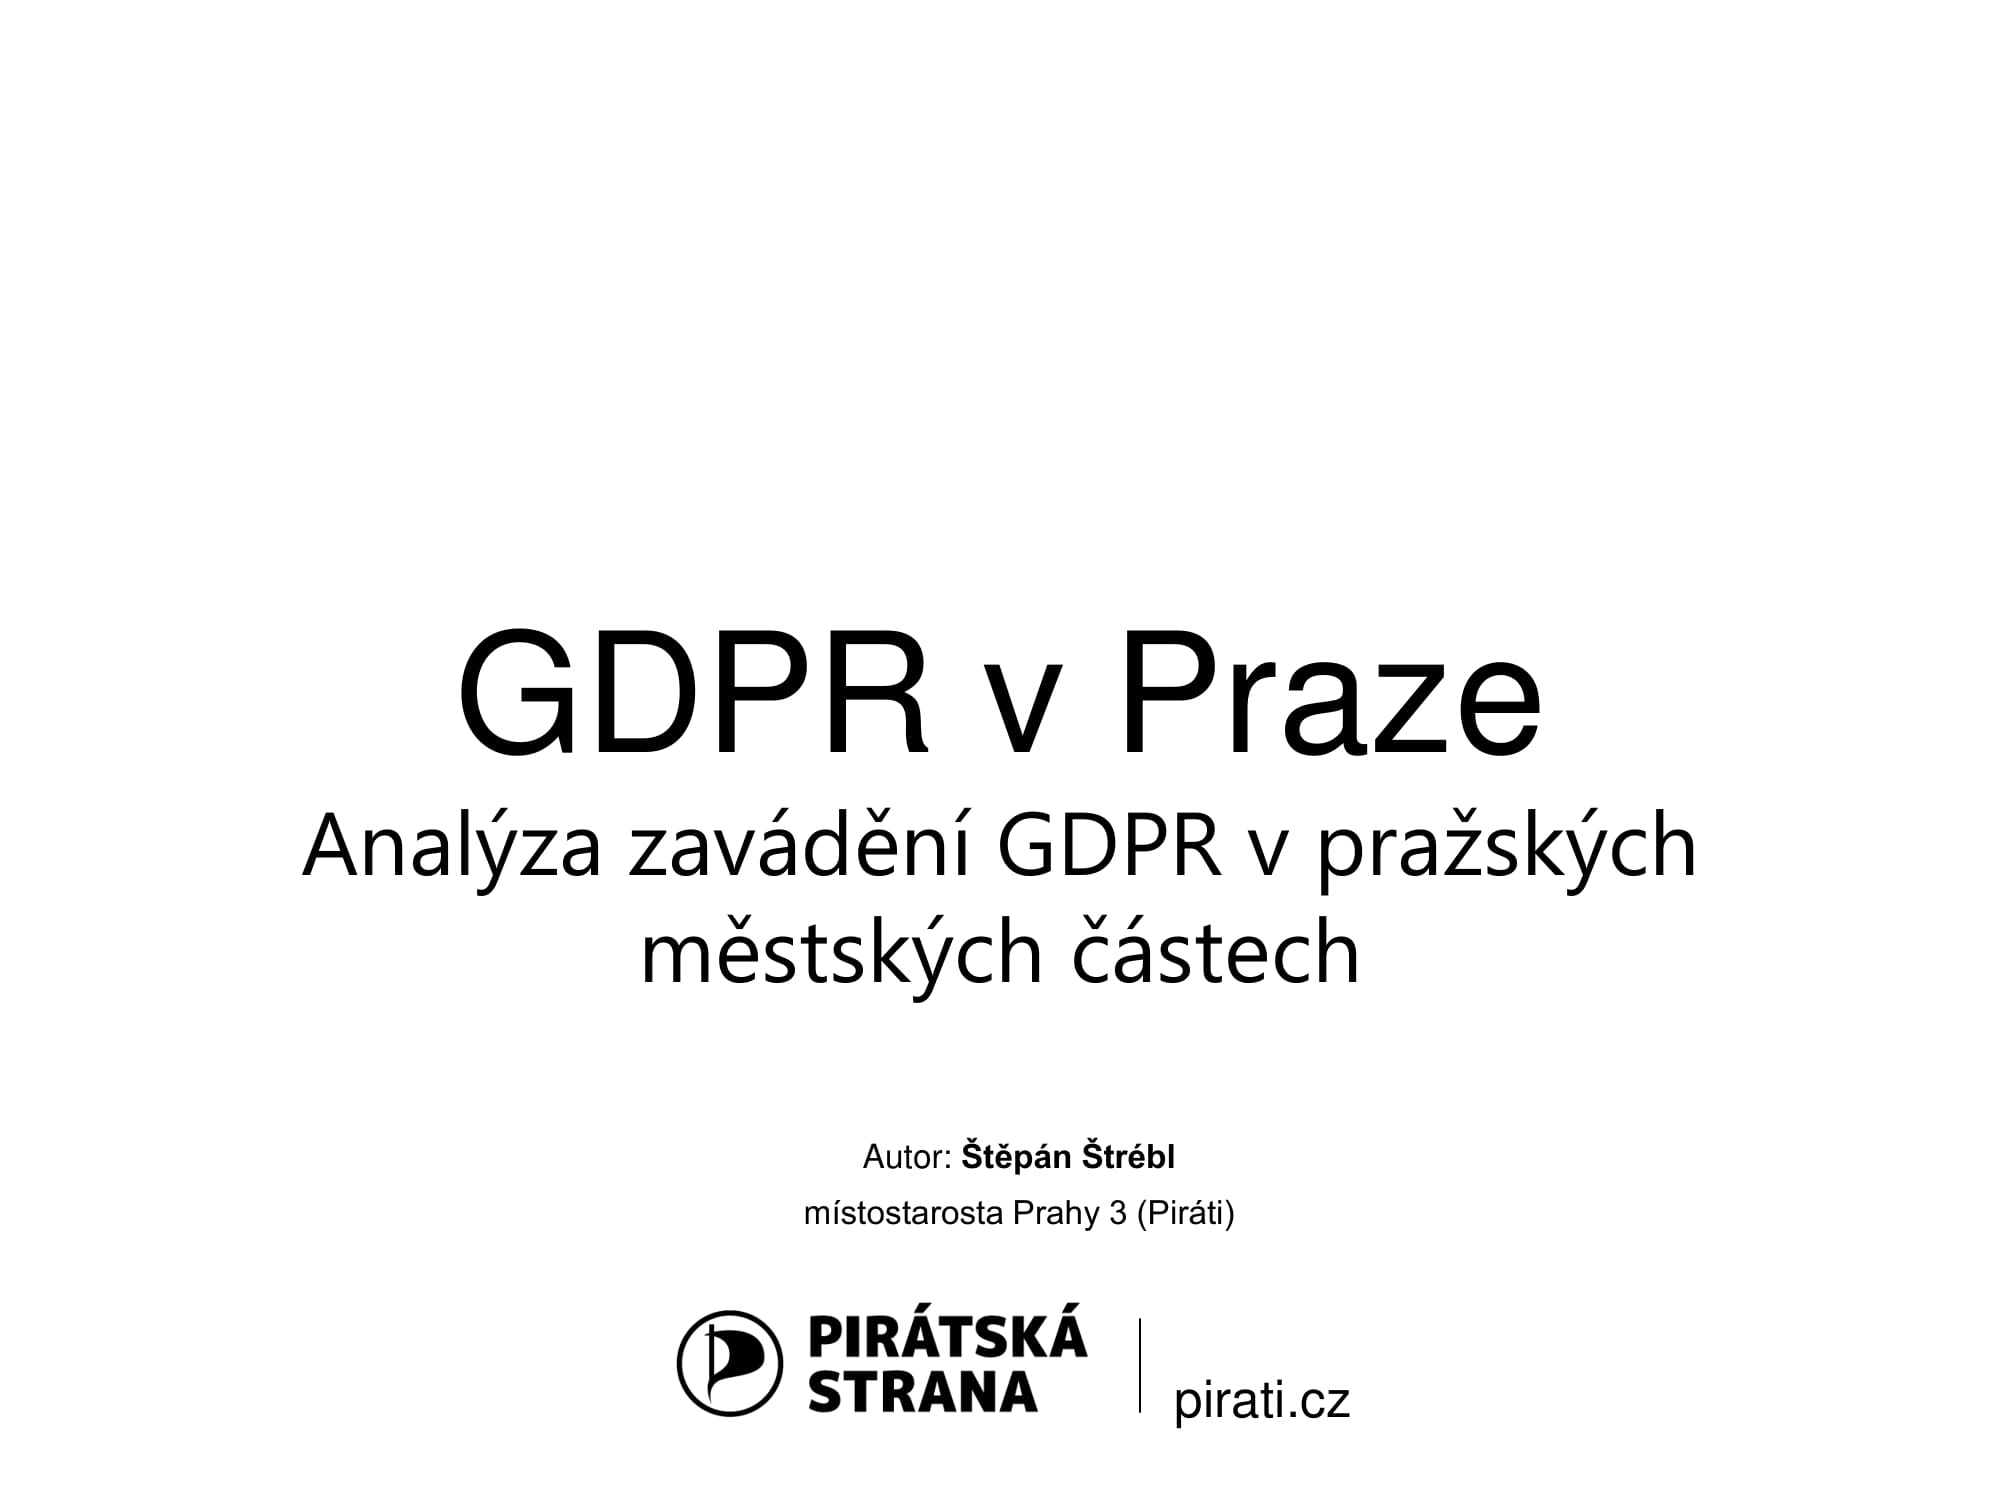 GDPR v Praze
Analýza zavádění GDPR v pražských
městských částech
Autor: Štěpán Štrébl
místostarosta Prahy 3 (Piráti)
PIRÁTSKÁ
STRANA
pirati.cz